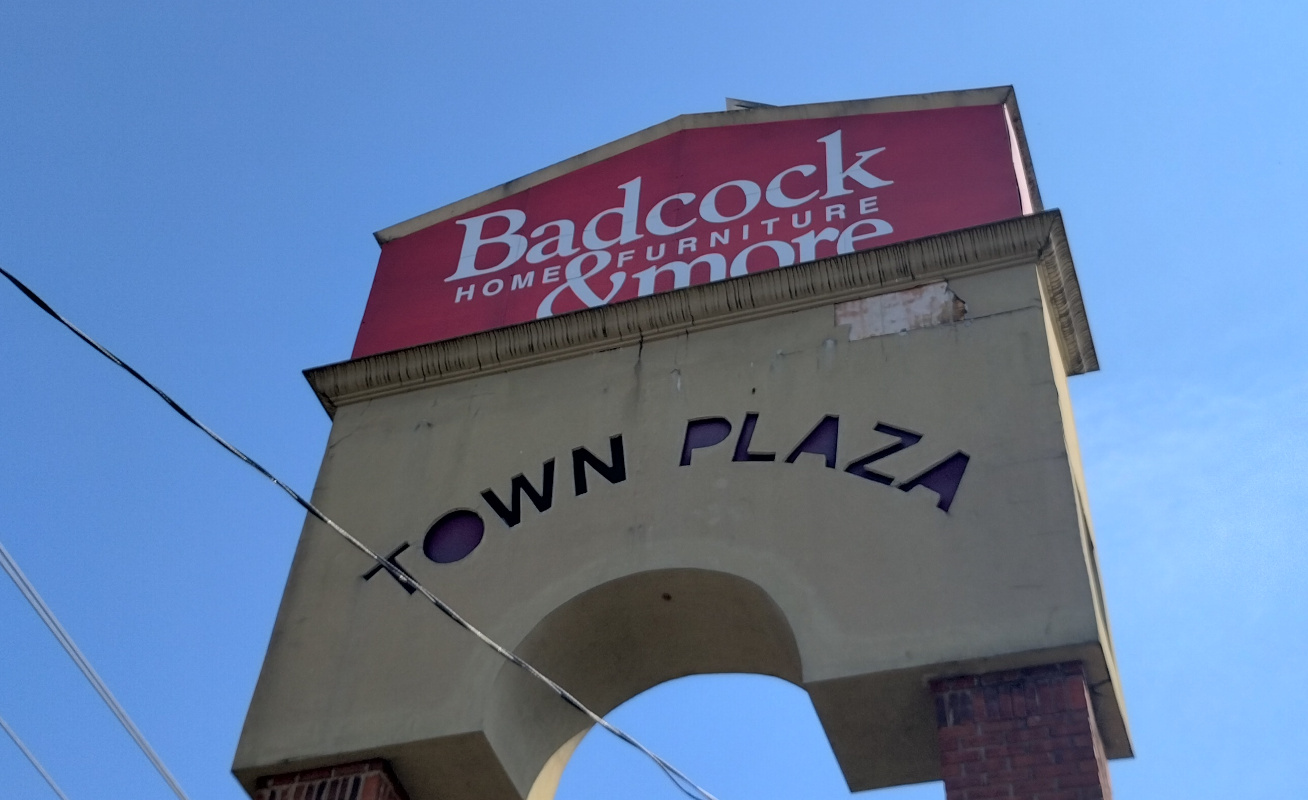 Badcock
HOME FURNITURE
&more
TOWN PLAZA